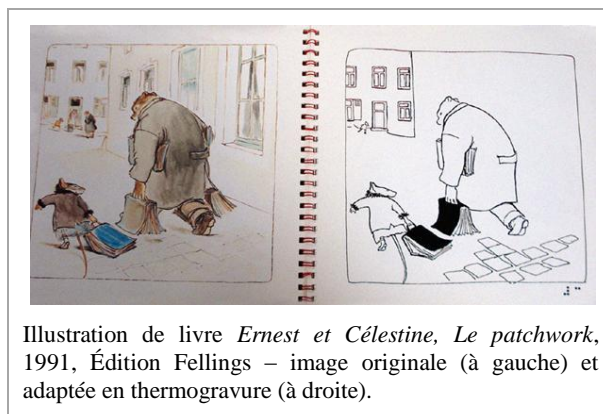 Illustration de livre Ernest et Célestine, Le patchwork,
1991, Édition Fellings – image originale (à gauche) et
adaptée en thermogravure (à droite).